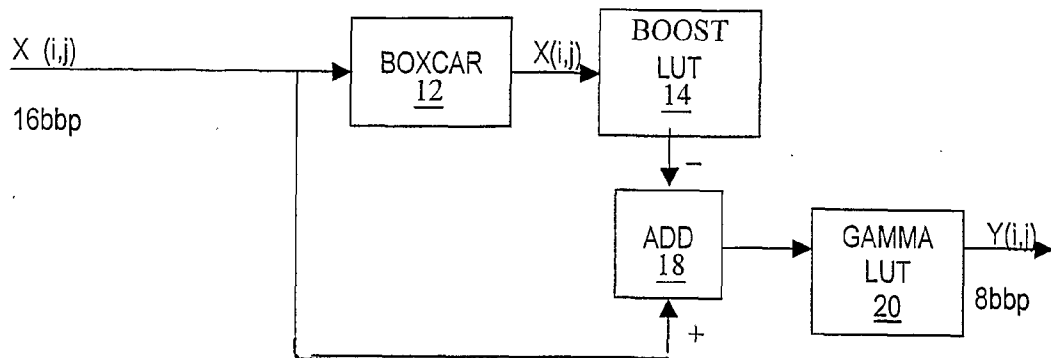 X (i,j)
16bbp
BOXCAR
12
X(i,j)
BOOST
LUT
14
−
ADD
18
+
GAMMA
LUT
20
Y(i,j)
8bbp